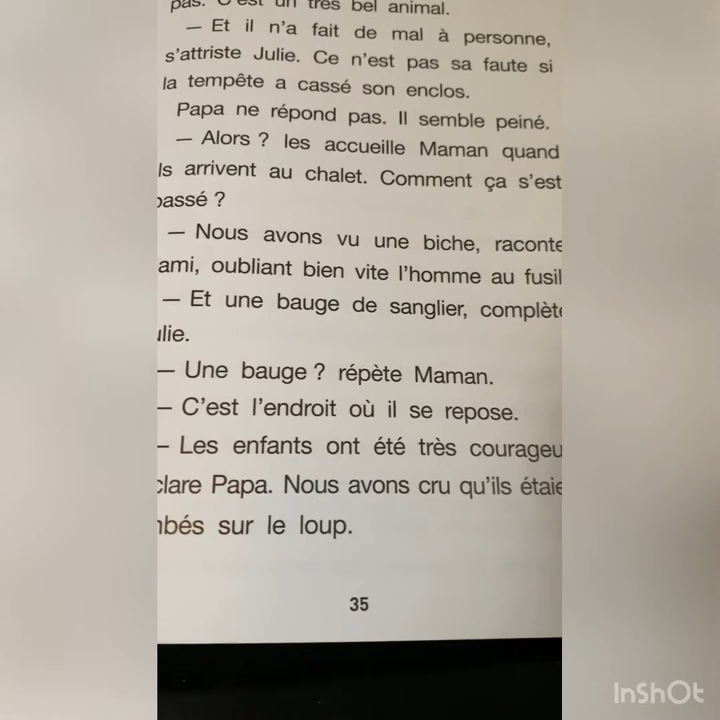 pas. C'est un très bel animal.
— Et il n'a fait de mal à personne,
s'attriste Julie. Ce n'est pas sa faute si
la tempête a cassé son enclos.
Papa ne répond pas. Il semble peiné.
— Alors ? les accueille Maman quand
ls arrivent au chalet. Comment ça s'est
passé ?
— Nous avons vu une biche, raconte
ami, oubliant bien vite l'homme au fusil
— Et une bauge de sanglier, complète
ulie.
— Une bauge ? répète Maman.
— C'est l'endroit où il se repose.
— Les enfants ont été très courageu
clare Papa. Nous avons cru qu'ils étaie
mbés sur le loup.
35
InShOt